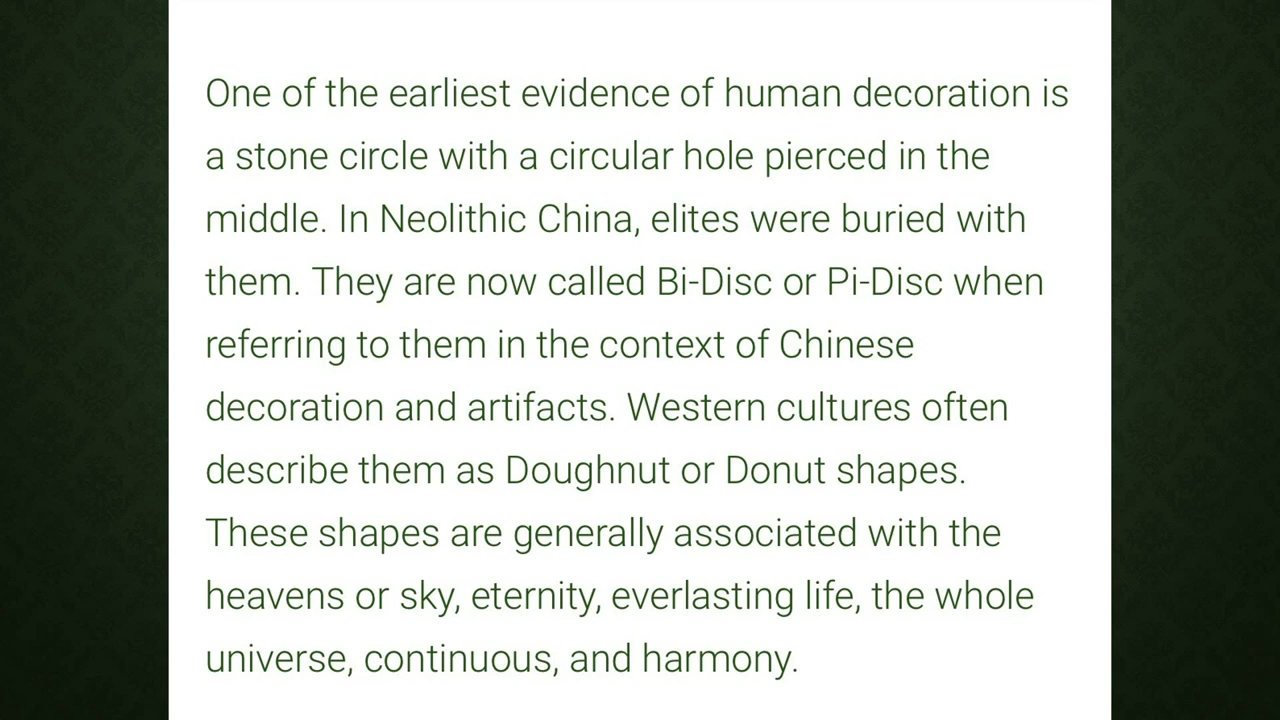 One of the earliest evidence of human decoration is
a stone circle with a circular hole pierced in the
middle. In Neolithic China, elites were buried with
them. They are now called Bi-Disc or Pi-Disc when
referring to them in the context of Chinese
decoration and artifacts. Western cultures often
describe them as Doughnut or Donut shapes.
These shapes are generally associated with the
heavens or sky, eternity, everlasting life, the whole
universe, continuous, and harmony.